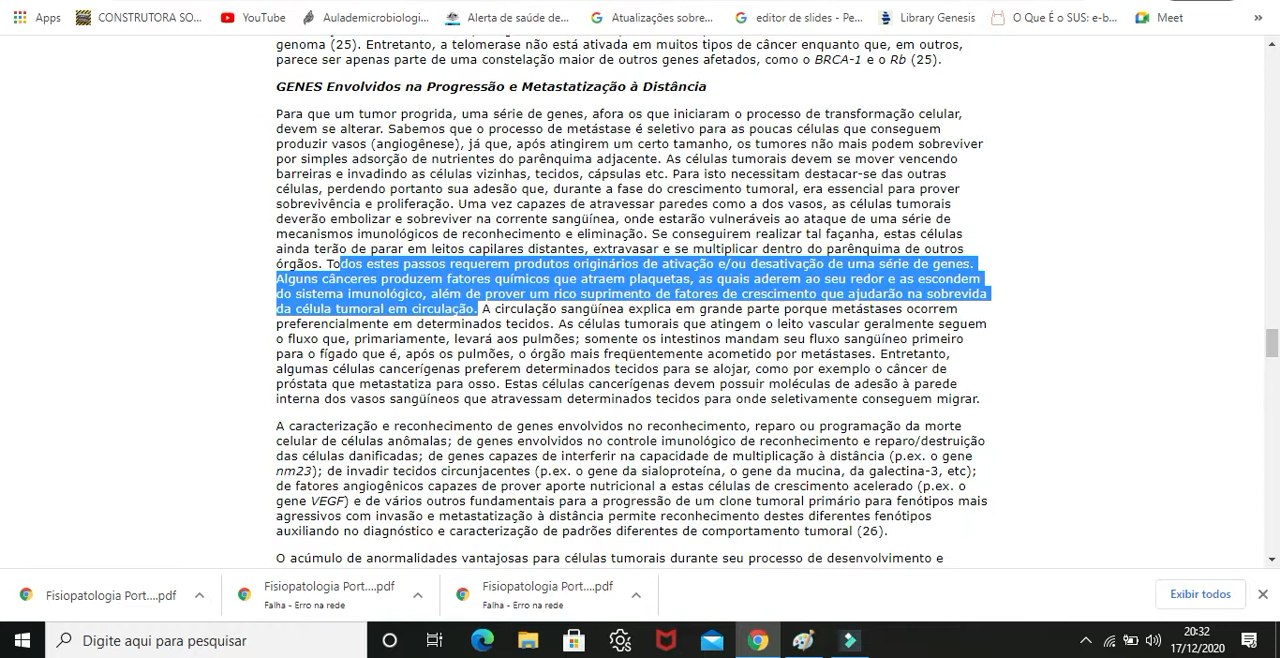 Apps CONSTRUTORA SO... YouTube Aulademicrobiologi... Alerta de saúde de... Atualizações sobre... editor de slides - Pe... Library Genesis O Que É o SUS: e-b... Meet »
genoma (25). Entretanto, a telomerase não está ativada em muitos tipos de câncer enquanto que, em outros,
parece ser apenas parte de uma constelação maior de outros genes afetados, como o BRCA-1 e o Rb (25).
GENES Envolvidos na Progressão e Metastatização à Distância
Para que um tumor progrida, uma série de genes, afora os que iniciaram o processo de transformação celular,
devem se alterar. Sabemos que o processo de metástase é seletivo para as poucas células que conseguem
produzir vasos (angiogênese), já que, após atingirem um certo tamanho, os tumores não mais podem sobreviver
por simples adsorção de nutrientes do parênquima adjacente. As células tumorais devem se mover vencendo
barreiras e invadindo as células vizinhas, tecidos, cápsulas etc. Para isto necessitam destacar-se das outras
células, perdendo portanto sua adesão que, durante a fase do crescimento tumoral, era essencial para prover
sobrevivência e proliferação. Uma vez capazes de atravessar paredes como a dos vasos, as células tumorais
deverão embolizar e sobreviver na corrente sangüínea, onde estarão vulneráveis ao ataque de uma série de
mecanismos imunológicos de reconhecimento e eliminação. Se conseguirem realizar tal façanha, estas células
ainda terão de parar em leitos capilares distantes, extravasar e se multiplicar dentro do parênquima de outros
órgãos. Todos estes passos requerem produtos originários de ativação e/ou desativação de uma série de genes.
Alguns cânceres produzem fatores químicos que atraem plaquetas, as quais aderem ao seu redor e as escondem
do sistema imunológico, além de prover um rico suprimento de fatores de crescimento que ajudarão na sobrevida
da célula tumoral em circulação. A circulação sangüínea explica em grande parte porque metástases ocorrem
preferencialmente em determinados tecidos. As células tumorais que atingem o leito vascular geralmente seguem
o fluxo que, primariamente, levará aos pulmões; somente os intestinos mandam seu fluxo sangüíneo primeiro
para o fígado que é, após os pulmões, o órgão mais freqüentemente acometido por metástases. Entretanto,
algumas células cancerígenas preferem determinados tecidos para se alojar, como por exemplo o câncer de
próstata que metastatiza para osso. Estas células cancerígenas devem possuir moléculas de adesão à parede
interna dos vasos sangüíneos que atravessam determinados tecidos para onde seletivamente conseguem migrar.
A caracterização e reconhecimento de genes envolvidos no reconhecimento, reparo ou programação da morte
celular de células anômalas; de genes envolvidos no controle imunológico de reconhecimento e reparo/destruição
das células danificadas; de genes capazes de interferir na capacidade de multiplicação à distância (p.ex. o gene
nm23); de invadir tecidos circunjacentes (p.ex. o gene da sialoproteína, o gene da mucina, da galectina-3, etc);
de fatores angiogênicos capazes de prover aporte nutricional a estas células de crescimento acelerado (p.ex. o
gene VEGF) e de vários outros fundamentais para a progressão de um clone tumoral primário para fenótipos mais
agressivos com invasão e metastatização à distância permite reconhecimento destes diferentes fenótipos
auxiliando no diagnóstico e caracterização de padrões diferentes de comportamento tumoral (26).
O acúmulo de anormalidades vantajosas para células tumorais durante seu processo de desenvolvimento e
Fisiopatologia Port....pdf Fisiopatologia Port....pdf Fisiopatologia Port....pdf Exibir todos
Falha - Erro na rede Falha - Erro na rede
Digite aqui para pesquisar
20:32
17/12/2020